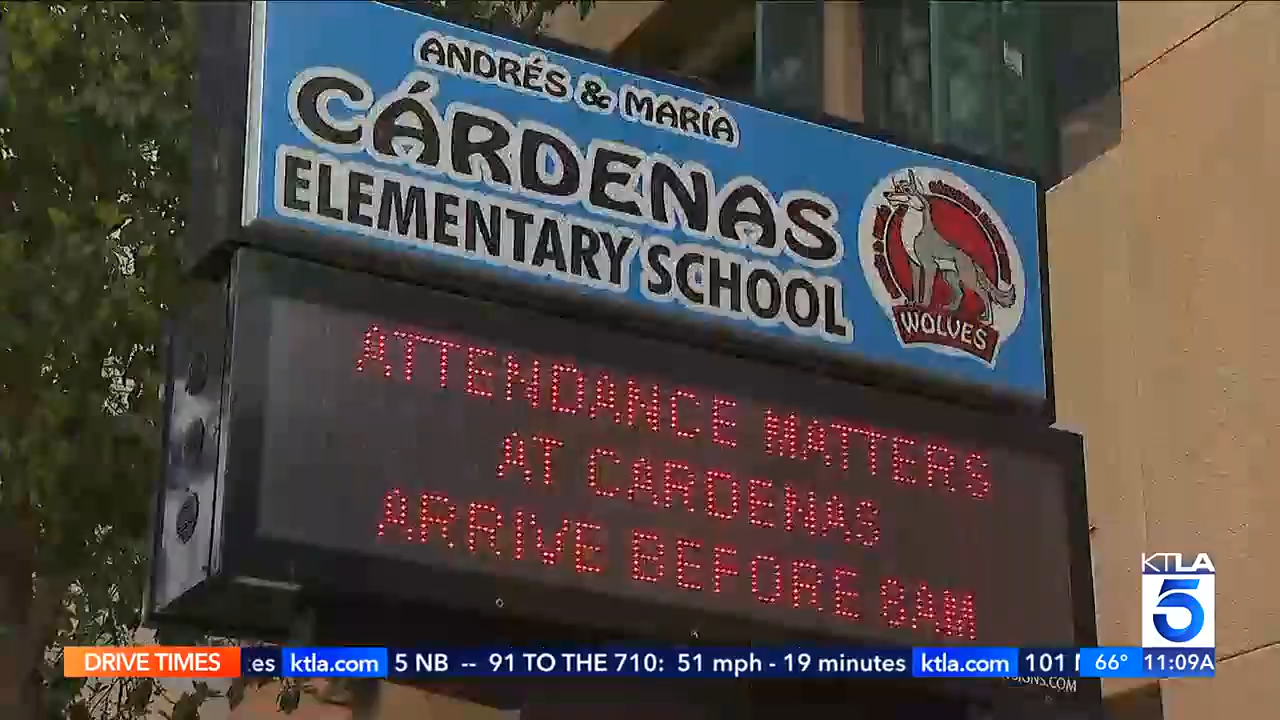 ANDRÉS & MARÍA
CÁRDENAS
ELEMENTARY SCHOOL
WOLVES
ATTENDANCE MATTERS
AT CARDENAS
ARRIVE BEFORE 8AM
KTLA
5
DRIVE TIMES
ktla.com 5 NB -- 91 TO THE 710: 51 mph - 19 minutes ktla.com 101
66° 11:09A